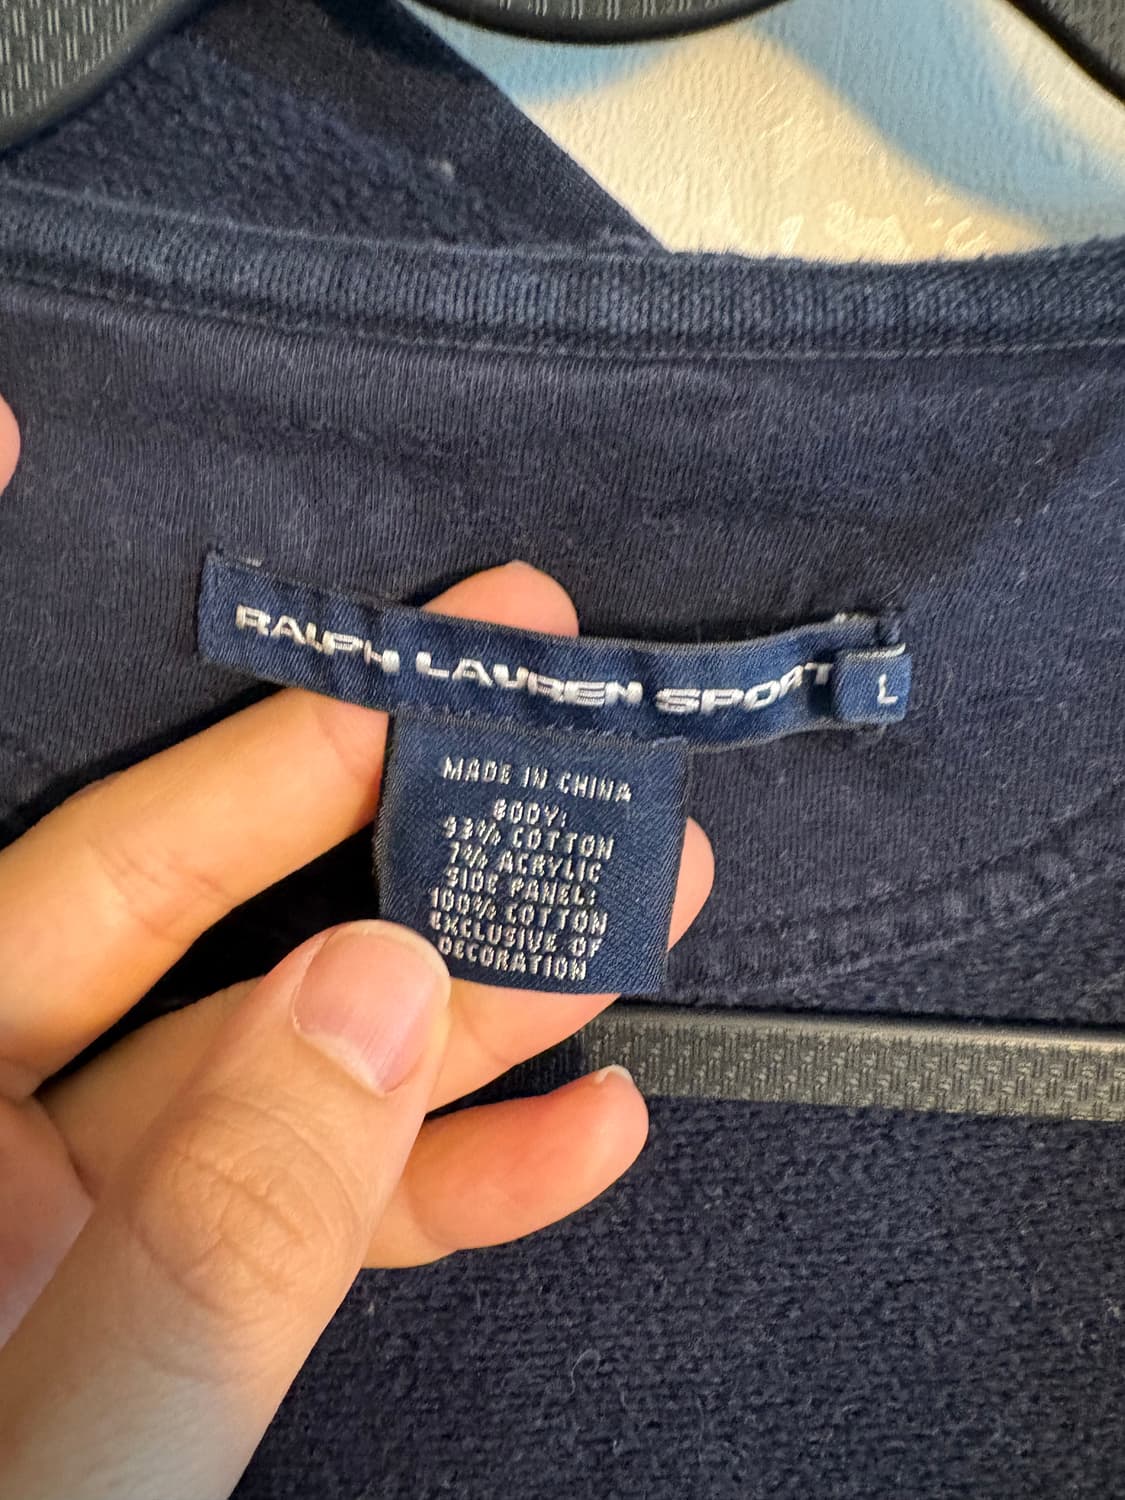 RALPH LAUREN SPORT
L
MADE IN CHINA
BODY:
93% COTTON
7% ACRYLIC
SIDE PANEL:
100% COTTON
EXCLUSIVE OF
DECORATION